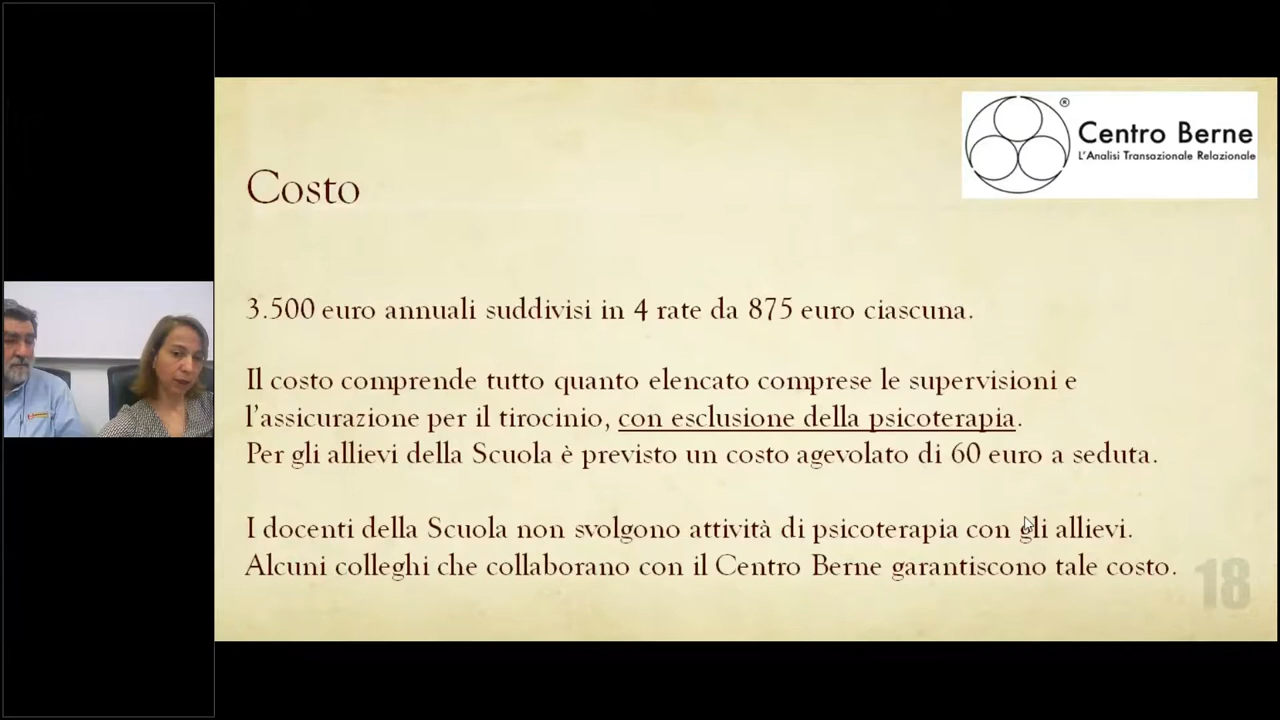 ®
Centro Berne
L'Analisi Transazionale Relazionale
Costo
3.500 euro annuali suddivisi in 4 rate da 875 euro ciascuna.
Il costo comprende tutto quanto elencato comprese le supervisioni e
l'assicurazione per il tirocinio, con esclusione della psicoterapia.
Per gli allievi della Scuola è previsto un costo agevolato di 60 euro a seduta.
I docenti della Scuola non svolgono attività di psicoterapia con gli allievi.
Alcuni colleghi che collaborano con il Centro Berne garantiscono tale costo.
18